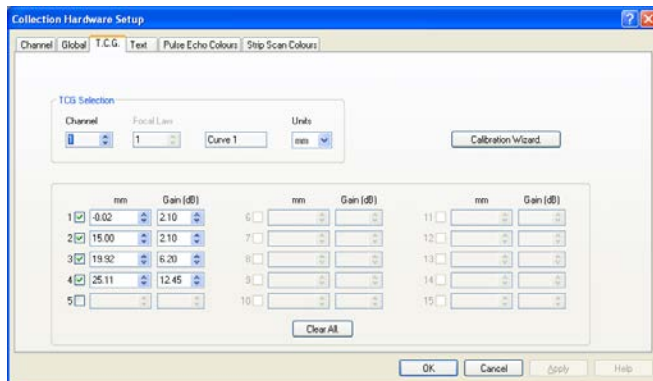 Collection Hardware Setup
Channel Global T.C.G. Text Pulse Echo Colours Strip Scan Colours
TCG Selection
Channel Focal Law Units
1 1 Curve 1 mm
Calibration Wizard.
mm Gain (dB) mm Gain (dB) mm Gain (dB)
1 -0.02 2.10 6 11
2 15.00 2.10 7 12
3 19.92 6.20 8 13
4 25.11 12.45 9 14
5 10 15
Clear All.
OK Cancel Apply Help